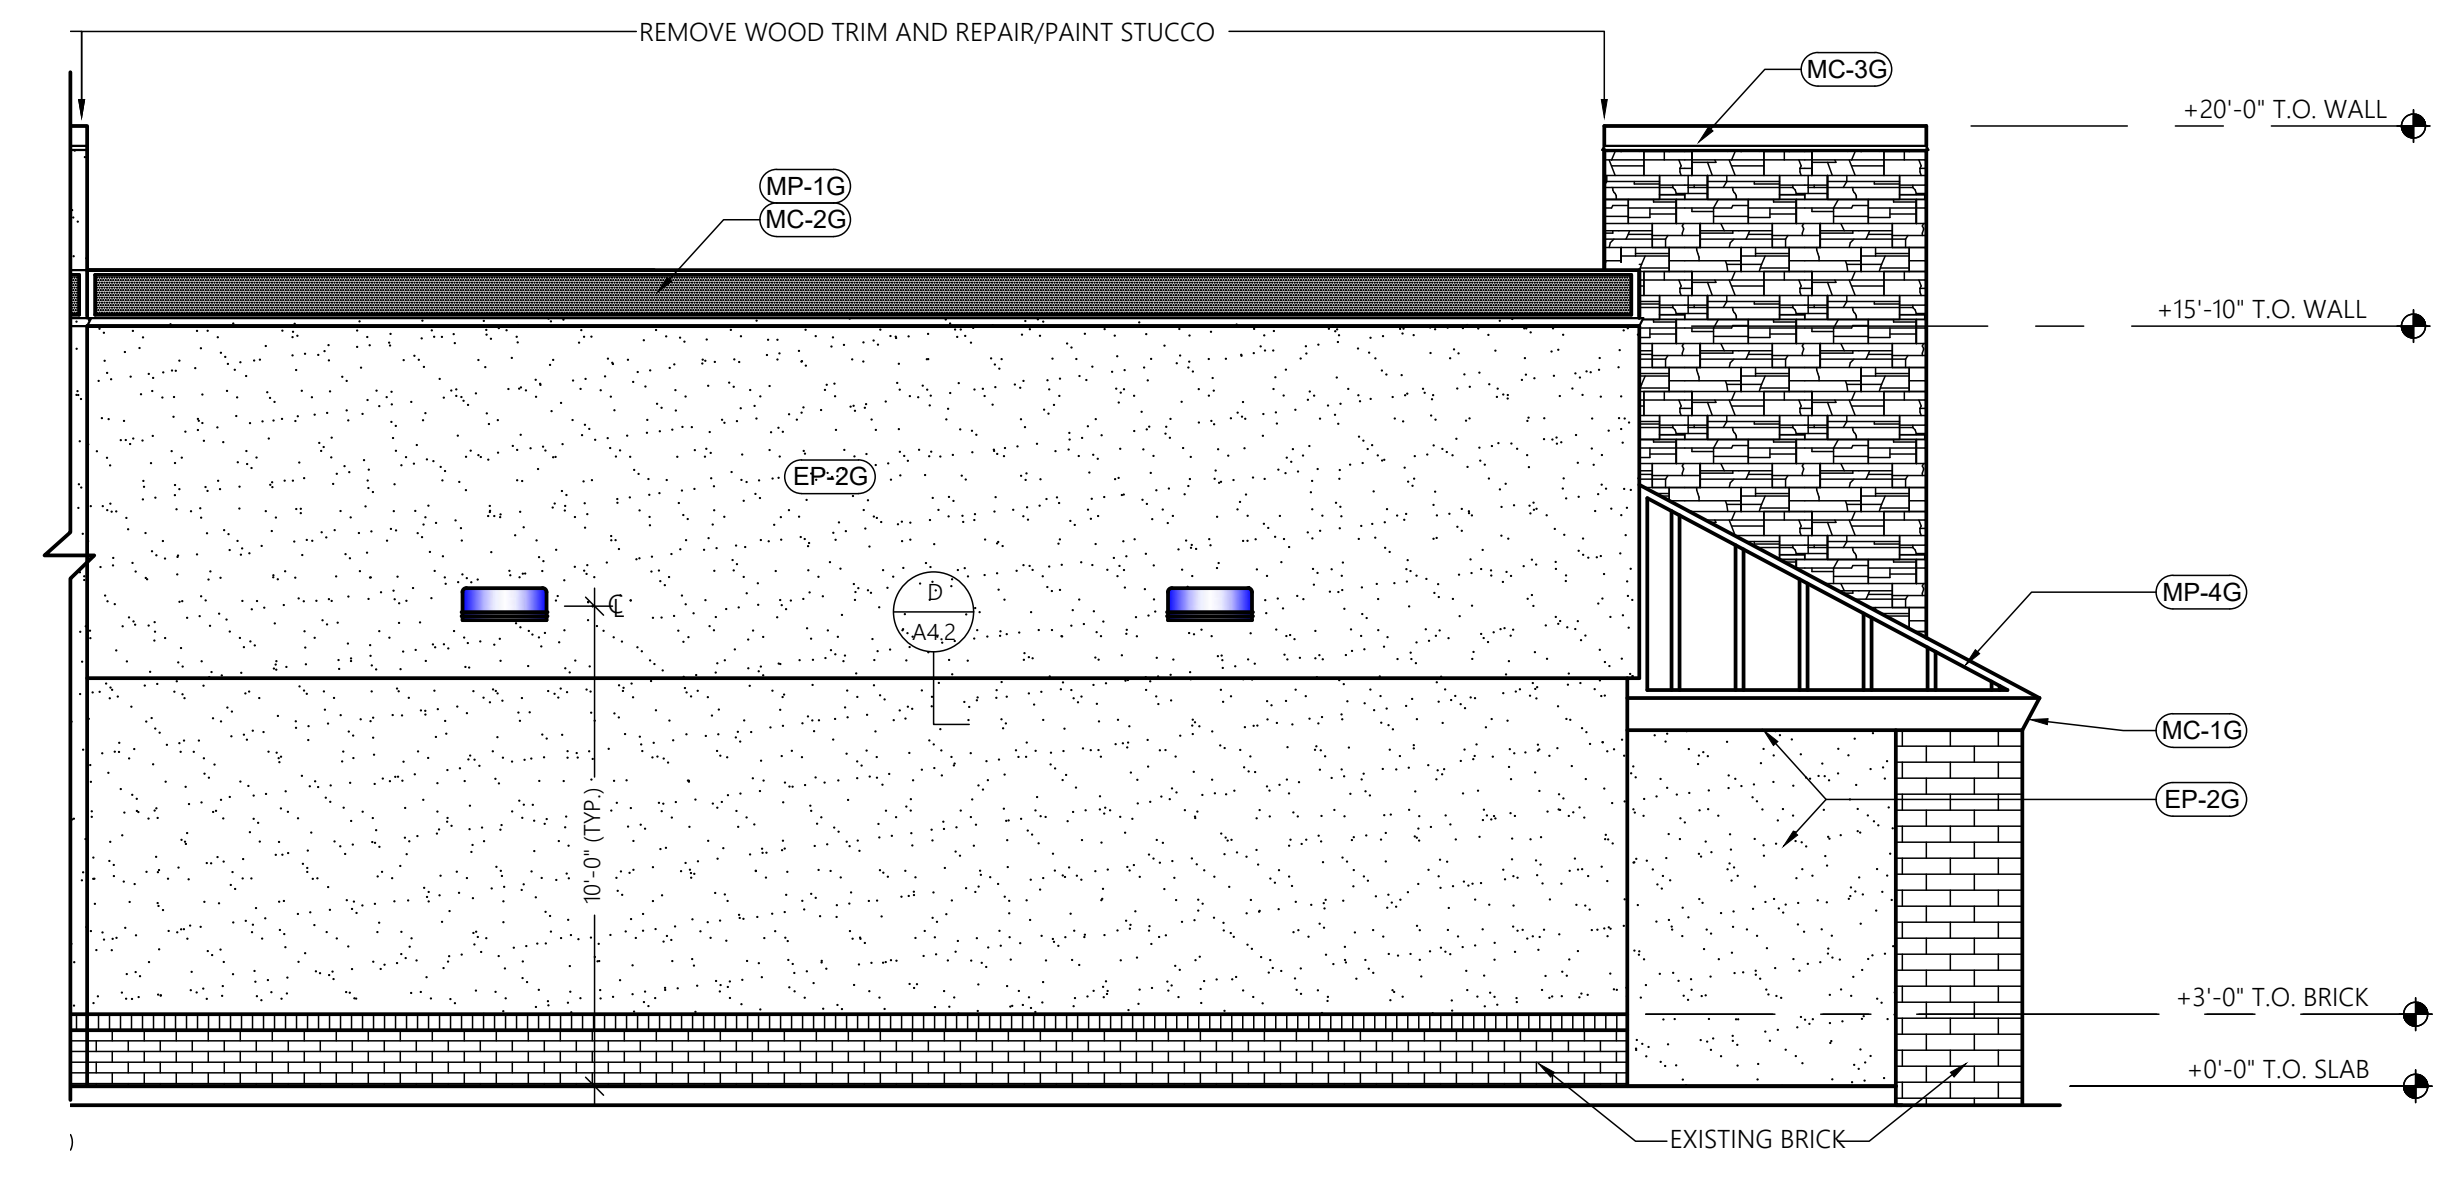 REMOVE WOOD TRIM AND REPAIR/PAINT STUCCO
MC-3G
+20'-0" T.O. WALL
MP-1G
MC-2G
+15'-10" T.O. WALL
EP-2G
℄
D
A4.2
MP-4G
MC-1G
EP-2G
10'-0" (TYP.)
+3'-0" T.O. BRICK
+0'-0" T.O. SLAB
EXISTING BRICK
)